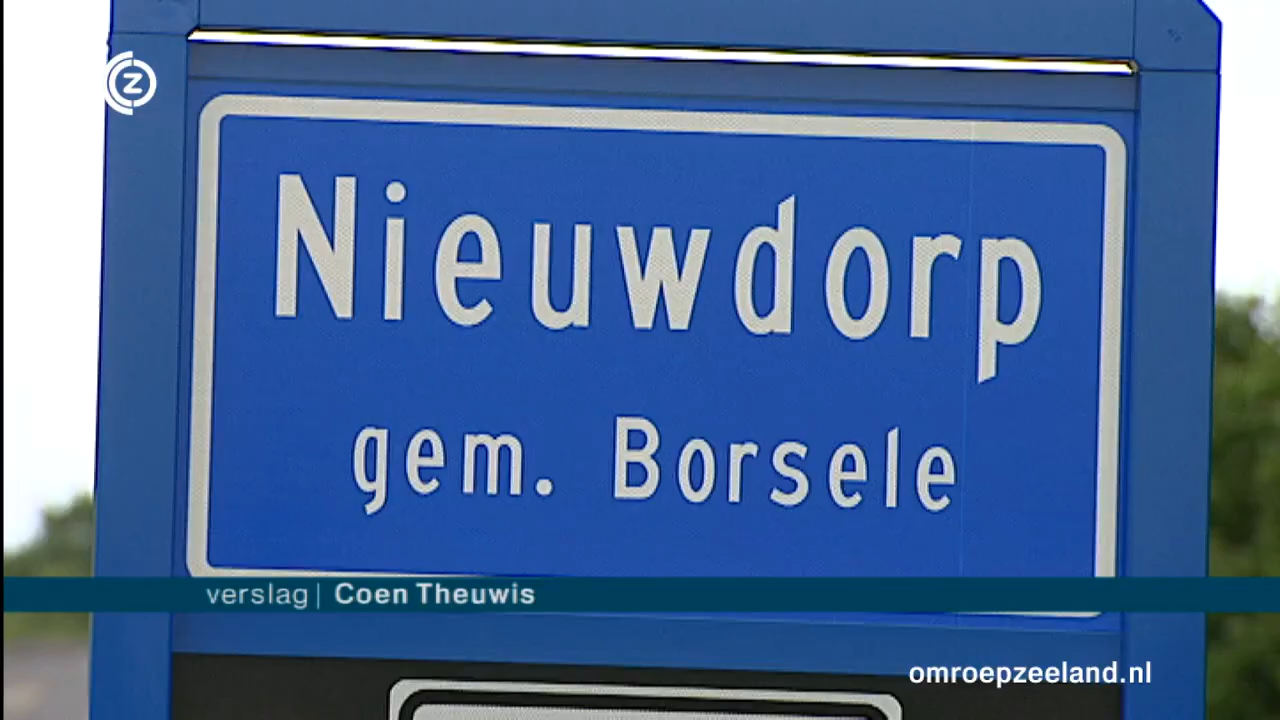 Z
Nieuwdorp
gem. Borsele
verslag| Coen Theuwis
omroepzeeland.nl